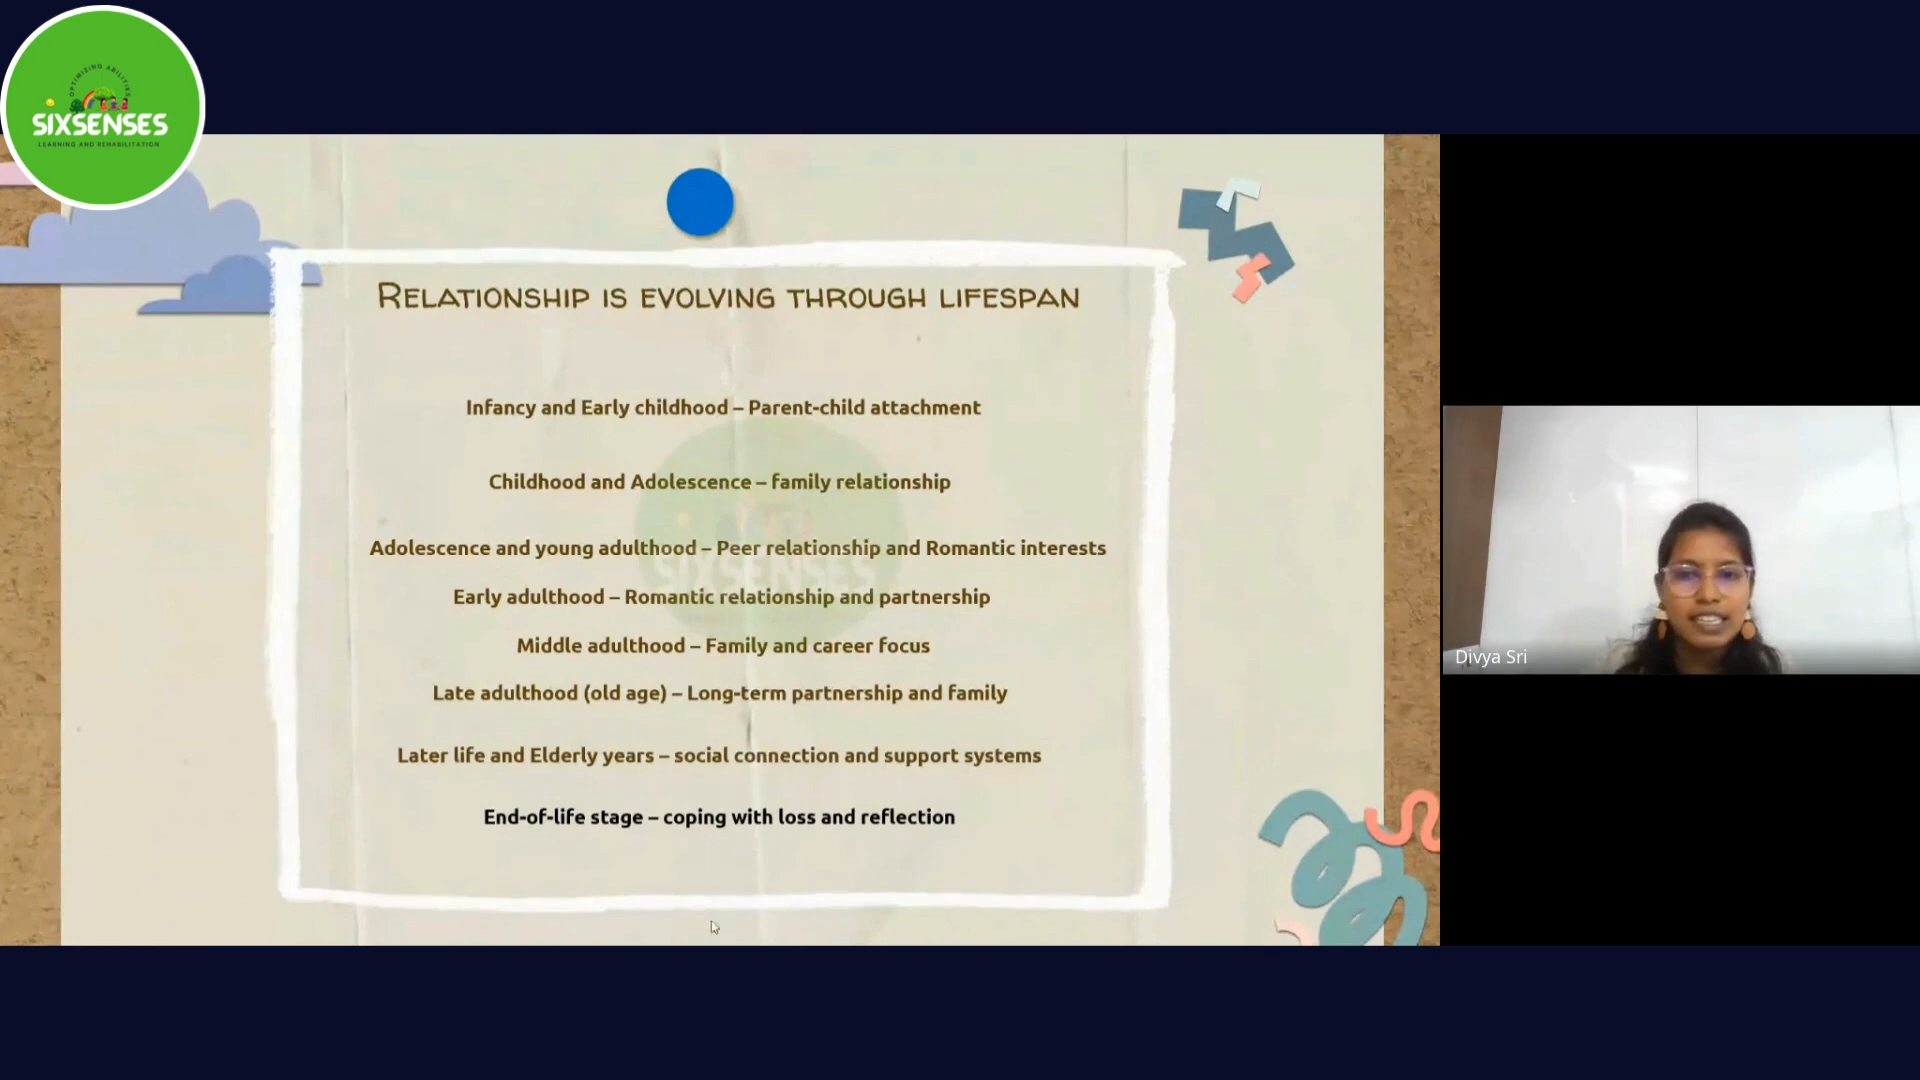 OPTIMIZING ABILITIES
SIXSENSES
LEARNING AND REHABILITATION
Relationship is evolving through lifespan
Infancy and Early childhood – Parent-child attachment
Childhood and Adolescence – family relationship
Adolescence and young adulthood – Peer relationship and Romantic interests
SIXSENSES
Early adulthood – Romantic relationship and partnership
Middle adulthood – Family and career focus
Late adulthood (old age) – Long-term partnership and family
Later life and Elderly years – social connection and support systems
End-of-life stage – coping with loss and reflection
Divya Sri